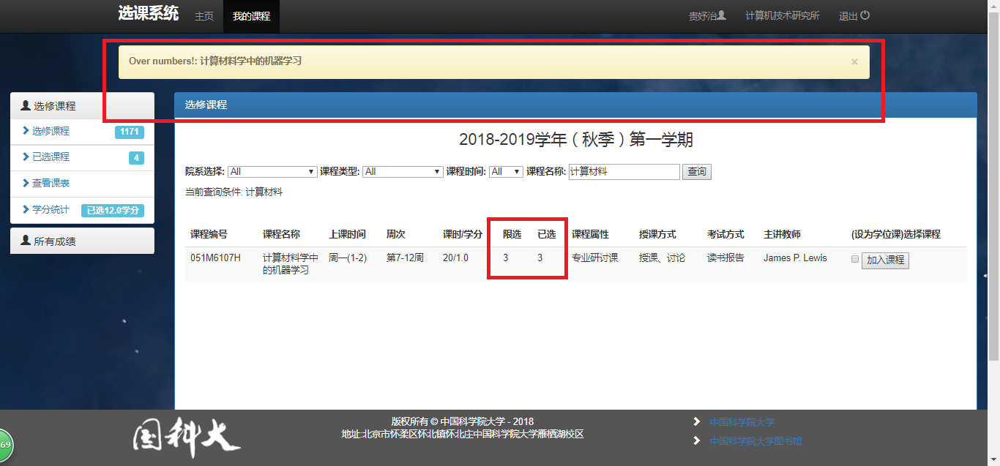 选课系统 主页 我的课程 贵妤治 计算机技术研究所 退出
Over numbers!: 计算材料学中的机器学习 ×
选修课程
选修课程 1171
已选课程 4
查看课表
学分统计 已选12.0学分
所有成绩
选修课程
2018-2019学年（秋季）第一学期
院系选择: All 课程类型: All 课程时间: All 课程名称: 计算材料 查询
当前查询条件: 计算材料
课程编号 课程名称 上课时间 周次 课时/学分 限选 已选 课程属性 授课方式 考试方式 主讲教师 (设为学位课)选择课程
051M6107H 计算材料学中 周一(1-2) 第7-12周 20/1.0 3 3 专业研讨课 授课、讨论 读书报告 James P. Lewis 加入课程
的机器学习
69
国科大
版权所有 © 中国科学院大学 - 2018
地址:北京市怀柔区怀北镇怀北庄中国科学院大学雁栖湖校区
中国科学院大学
中国科学院大学图书馆